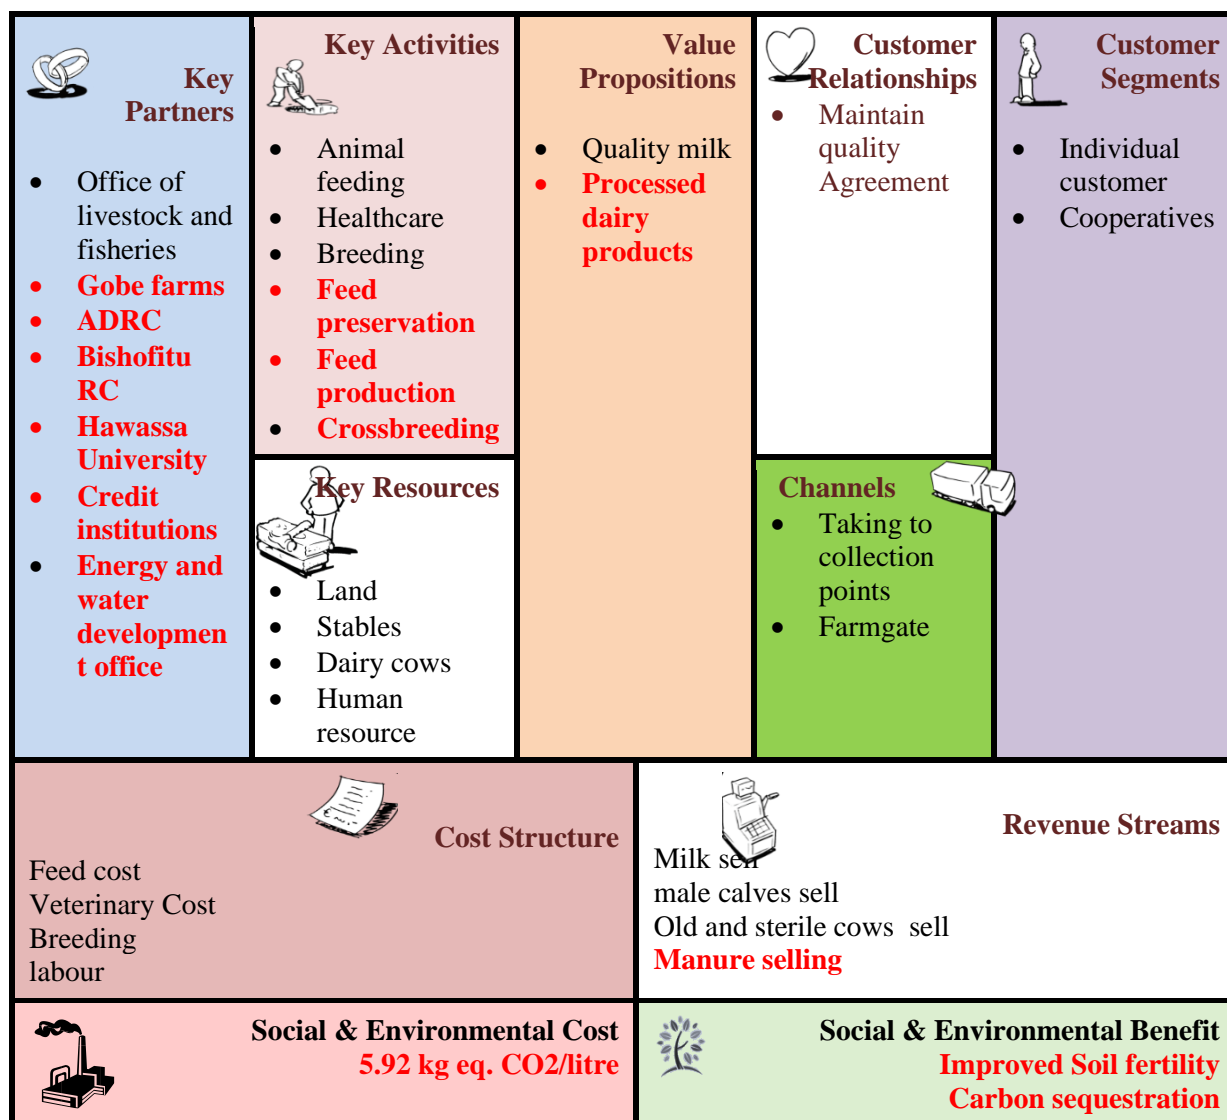 Key
Partners
• Office of
livestock and
fisheries
• Gobe farms
• ADRC
• Bishofitu
RC
• Hawassa
University
• Credit
institutions
• Energy and
water
developmen
t office
Key Activities
• Animal
feeding
• Healthcare
• Breeding
• Feed
preservation
• Feed
production
• Crossbreeding
Key Resources
• Land
• Stables
• Dairy cows
• Human
resource
Value
Propositions
• Quality milk
• Processed
dairy
products
Customer
Relationships
• Maintain
quality
Agreement
Channels
• Taking to
collection
points
• Farmgate
Customer
Segments
• Individual
customer
• Cooperatives
Cost Structure
Feed cost
Veterinary Cost
Breeding
labour
Revenue Streams
Milk sell
male calves sell
Old and sterile cows sell
Manure selling
Social & Environmental Cost
5.92 kg eq. CO2/litre
Social & Environmental Benefit
Improved Soil fertility
Carbon sequestration